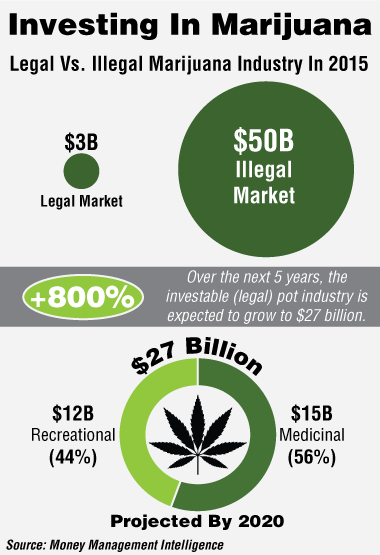 Investing In Marijuana
Legal Vs. Illegal Marijuana Industry In 2015
$3B
Legal Market
$50B
Illegal
Market
+800%
Over the next 5 years, the
investable (legal) pot industry is
expected to grow to $27 billion.
$27 Billion
$12B
Recreational
(44%)
$15B
Medicinal
(56%)
Projected By 2020
Source: Money Management Intelligence